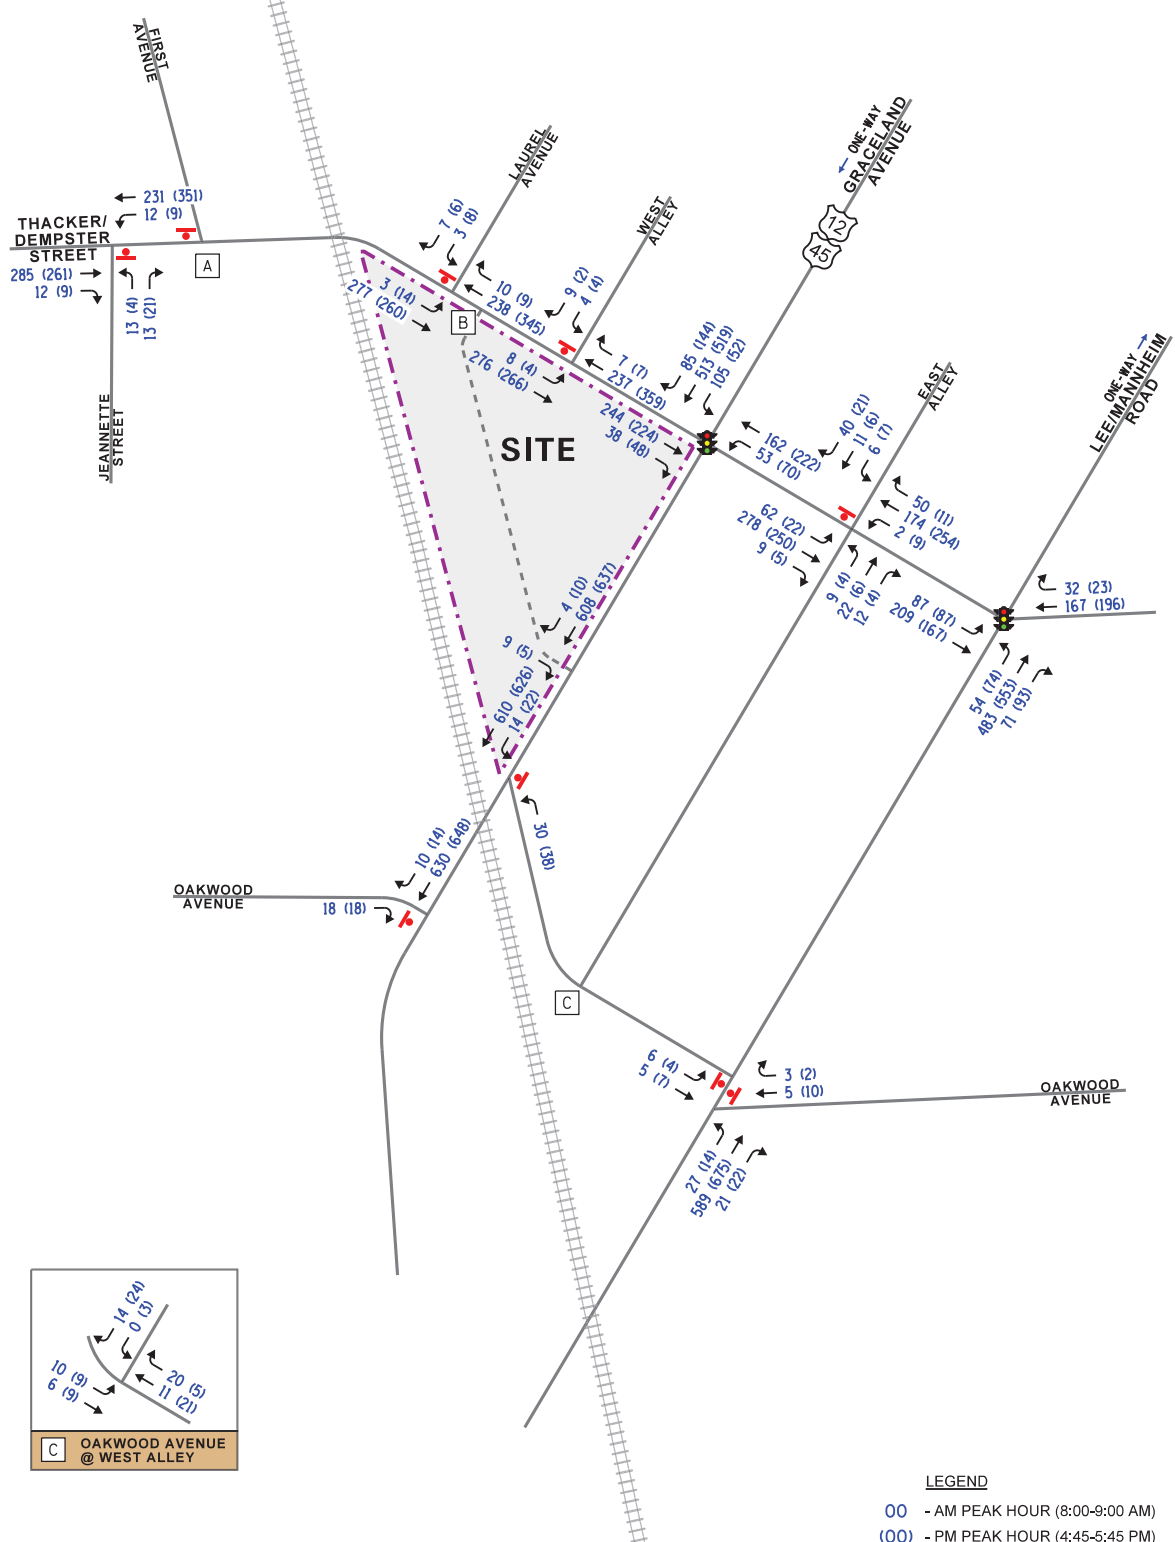 FIRST
AVENUE
LAUREL
AVENUE
WEST
ALLEY
ONE-WAY
GRACELAND
AVENUE
12
45
231 (351)
12 (9)
THACKER/
DEMPSTER
STREET
285 (261)
12 (9)
13 (4)
13 (21)
A
JEANNETTE
STREET
7 (6)
3 (8)
3 (14)
277 (260)
10 (9)
238 (345)
B
9 (2)
4 (4)
8 (4)
276 (266)
7 (7)
237 (359)
85 (144)
513 (519)
105 (52)
244 (224)
38 (48)
SITE
162 (222)
53 (70)
EAST
ALLEY
ONE-WAY
LEE/MANNHEIM
ROAD
40 (21)
11 (6)
6 (7)
62 (22)
278 (250)
9 (5)
50 (11)
174 (254)
2 (9)
9 (4)
22 (6)
12 (4)
87 (87)
209 (167)
32 (23)
167 (196)
54 (74)
483 (553)
71 (93)
4 (10)
608 (637)
9 (5)
610 (626)
14 (22)
30 (38)
10 (14)
630 (648)
OAKWOOD
AVENUE
18 (18)
C
6 (4)
5 (7)
3 (2)
5 (10)
OAKWOOD
AVENUE
27 (14)
589 (675)
21 (22)
14 (24)
0 (3)
10 (9)
6 (9)
20 (5)
11 (21)
C OAKWOOD AVENUE
@ WEST ALLEY
LEGEND
00 - AM PEAK HOUR (8:00-9:00 AM)
(00) - PM PEAK HOUR (4:45-5:45 PM)